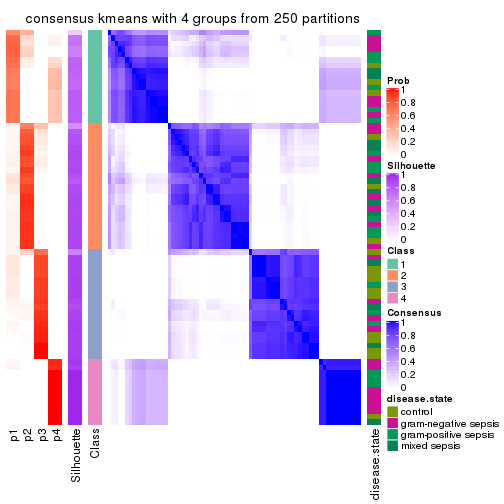 consensus kmeans with 4 groups from 250 partitions
Prob
1
0.8
0.6
0.4
0.2
0
Silhouette
1
0.8
0.6
0.4
0.2
0
Class
1
2
3
4
Consensus
1
0.8
0.6
0.4
0.2
0
disease.state
control
gram-negative sepsis
gram-positive sepsis
mixed sepsis
p1
p2
p3
p4
Silhouette
Class
disease.state